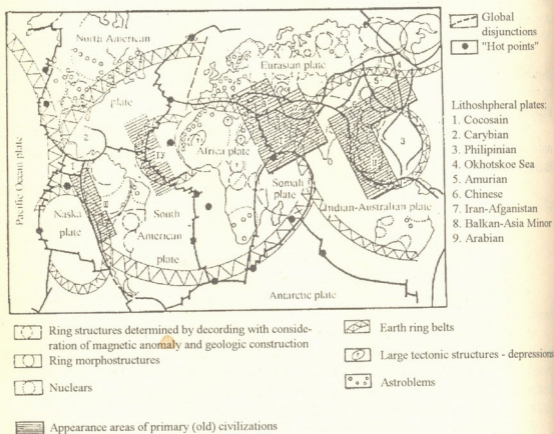 North American
plate
Eurasian plate
Africa plate
Somali
plate
Pacific Ocean plate
Naska
plate
South
American
plate
Indian-Australian plate
Antarctic plate
Global
disjunctions
"Hot points"
Lithoshpheral plates:
1. Cocosain
2. Carybian
3. Philipinian
4. Okhotskoe Sea
5. Amurian
6. Chinese
7. Iran-Afganistan
8. Balkan-Asia Minor
9. Arabian
Ring structures determined by decording with conside-
ration of magnetic anomaly and geologic construction
Ring morphostructures
Nuclears
Earth ring belts
Large tectonic structures - depressions
Astroblems
Appearance areas of primary (old) civilizations